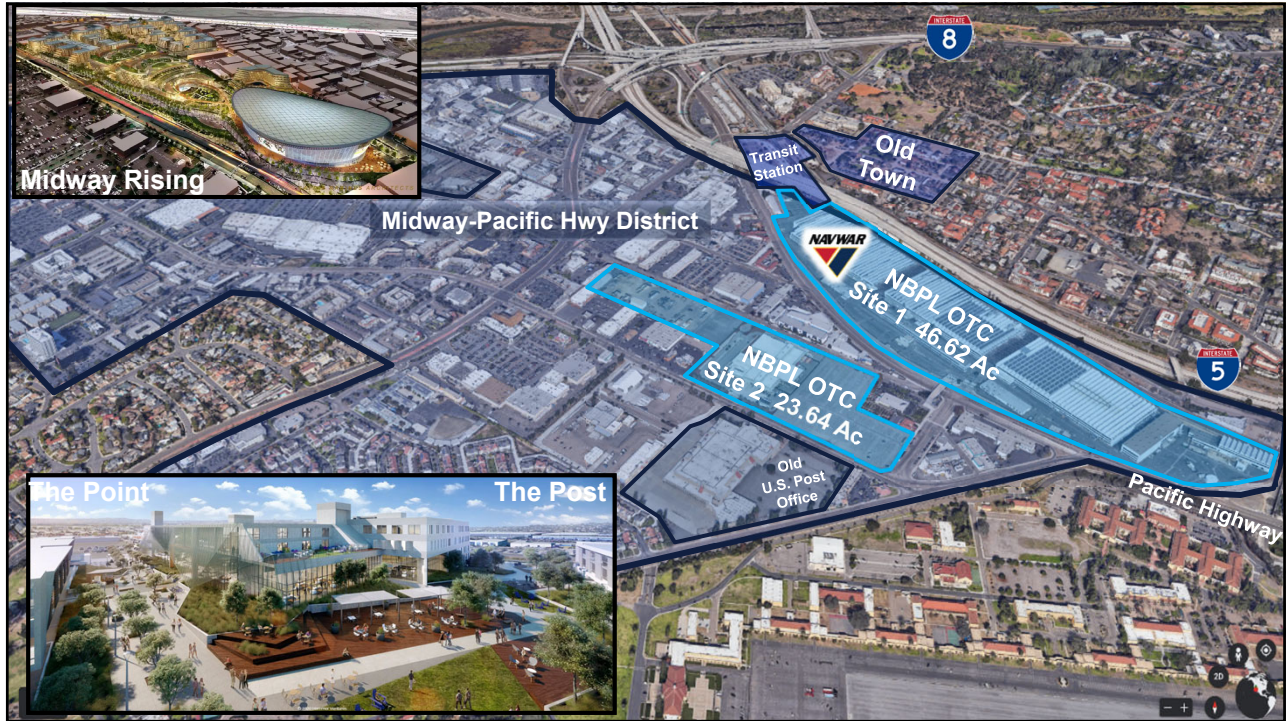 INTERSTATE
8
Midway Rising
Transit
Station
Old
Town
Midway-Pacific Hwy District
NAVWAR
NBPL OTC
Site 1 46.62 Ac
NBPL OTC
Site 2 23.64 Ac
INTERSTATE
5
Old
U.S. Post
Office
Pacific Highway
The Point
The Post
2D